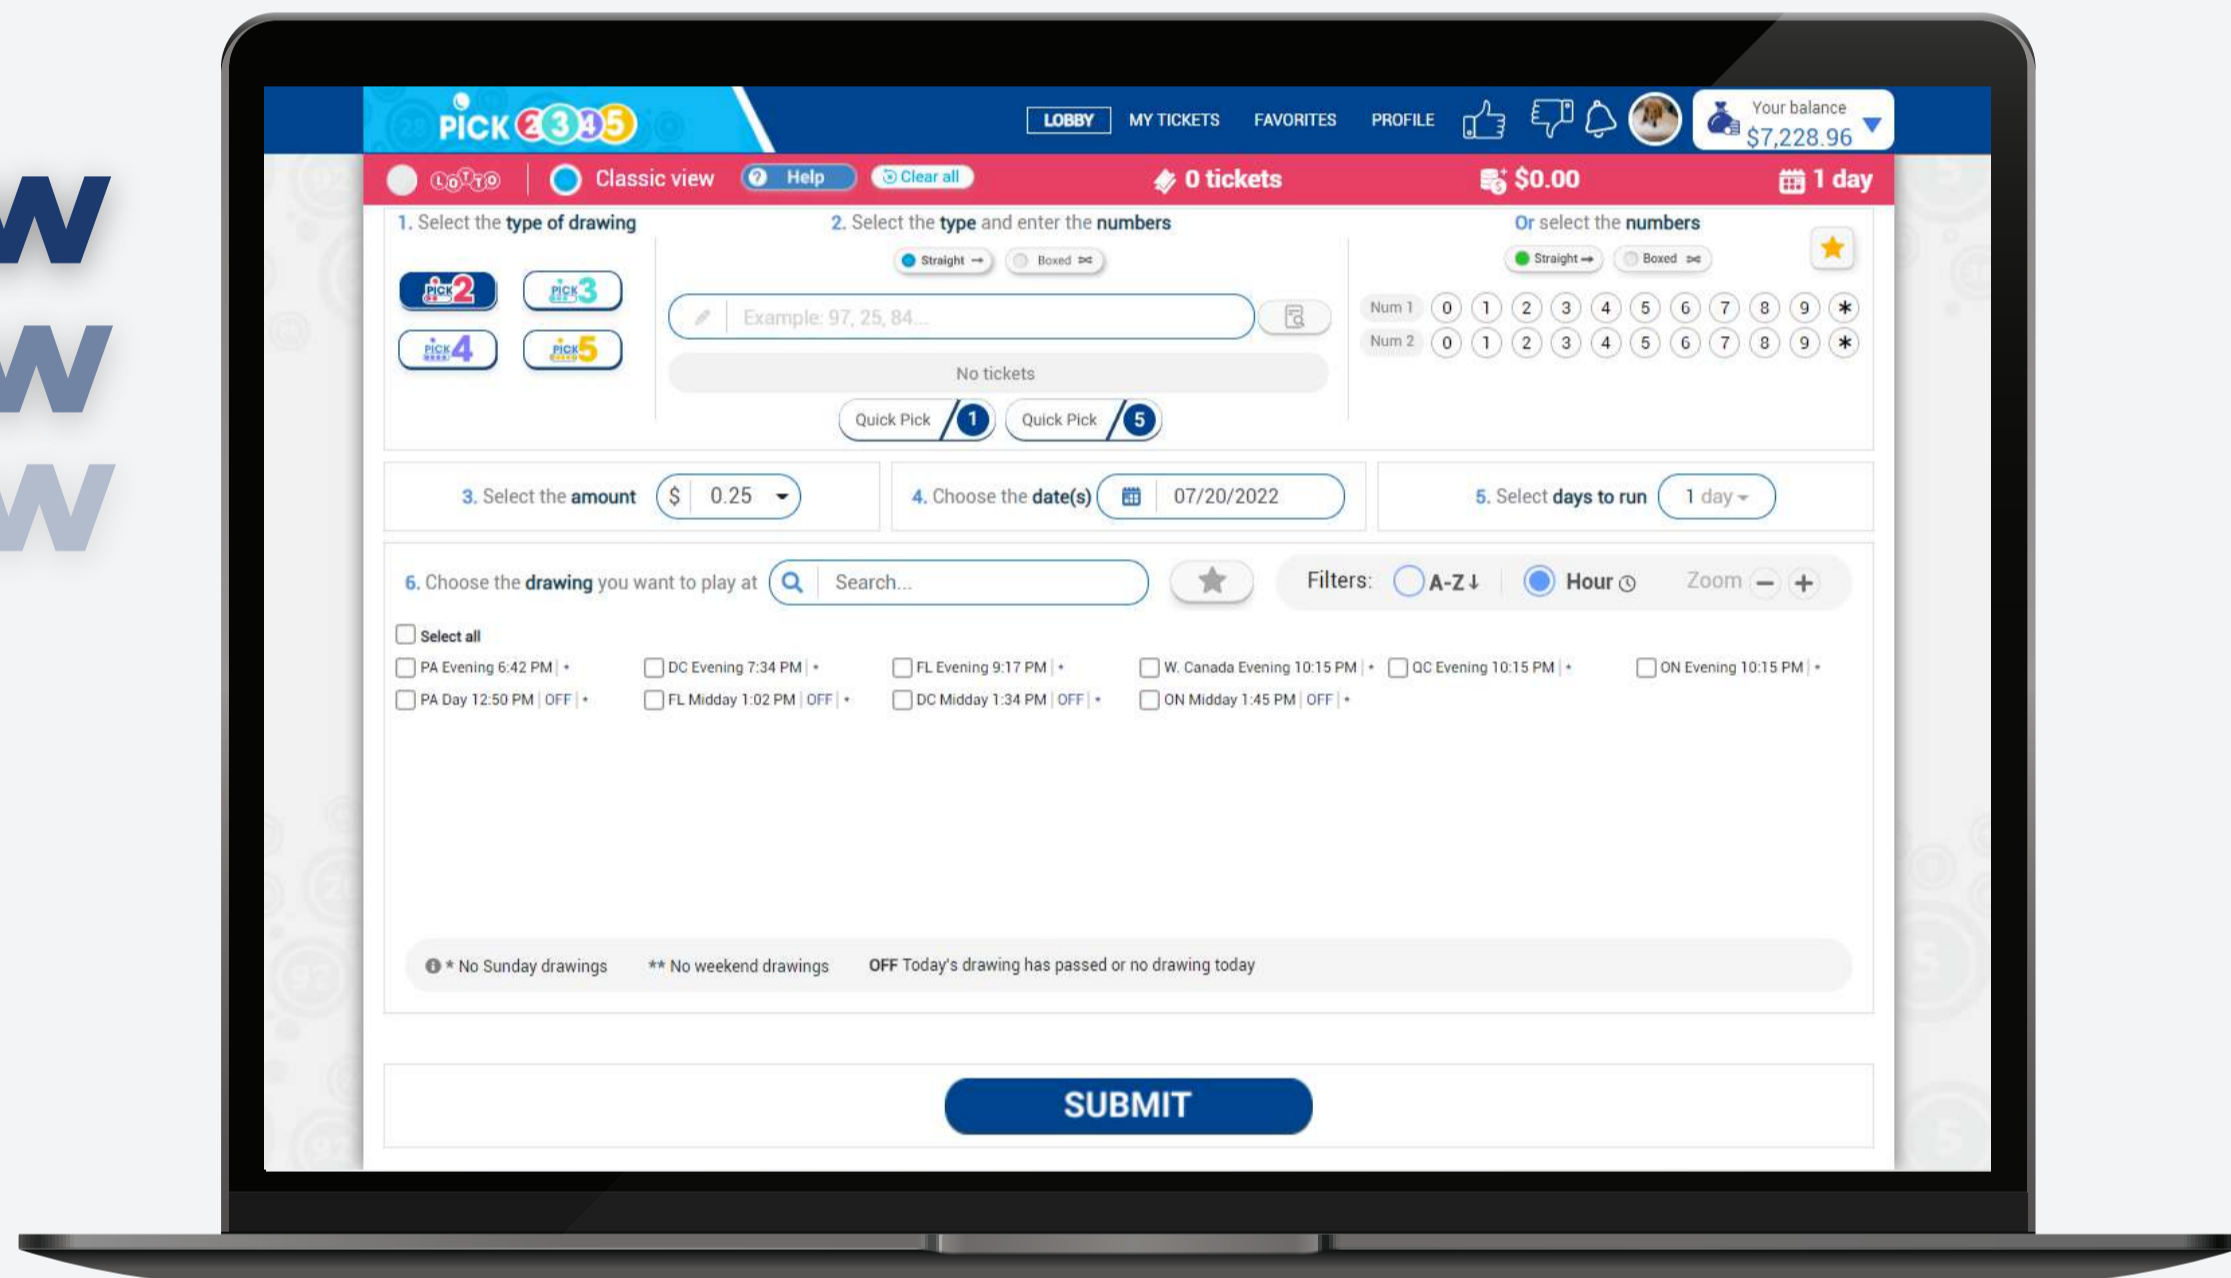 W
W
W
PiCK 2345
LOBBY MY TICKETS FAVORITES PROFILE
Your balance
$7,228.96
LOTTO Classic view ? Help Clear all 0 tickets $0.00 1 day
1. Select the type of drawing
2. Select the type and enter the numbers
Or select the numbers
Straight Boxed
Straight Boxed
PiCK2 PiCK3
PiCK4 PiCK5
Example: 97, 25, 84...
No tickets
Quick Pick 1 Quick Pick 5
Num 1 0 1 2 3 4 5 6 7 8 9 *
Num 2 0 1 2 3 4 5 6 7 8 9 *
3. Select the amount $ 0.25
4. Choose the date(s) 07/20/2022
5. Select days to run 1 day
6. Choose the drawing you want to play at Search...
Filters: A-Z↓ Hour Zoom − +
Select all
PA Evening 6:42 PM | * DC Evening 7:34 PM | * FL Evening 9:17 PM | * W. Canada Evening 10:15 PM | * QC Evening 10:15 PM | * ON Evening 10:15 PM | *
PA Day 12:50 PM | OFF | * FL Midday 1:02 PM | OFF | * DC Midday 1:34 PM | OFF | * ON Midday 1:45 PM | OFF | *
* No Sunday drawings ** No weekend drawings OFF Today's drawing has passed or no drawing today
SUBMIT